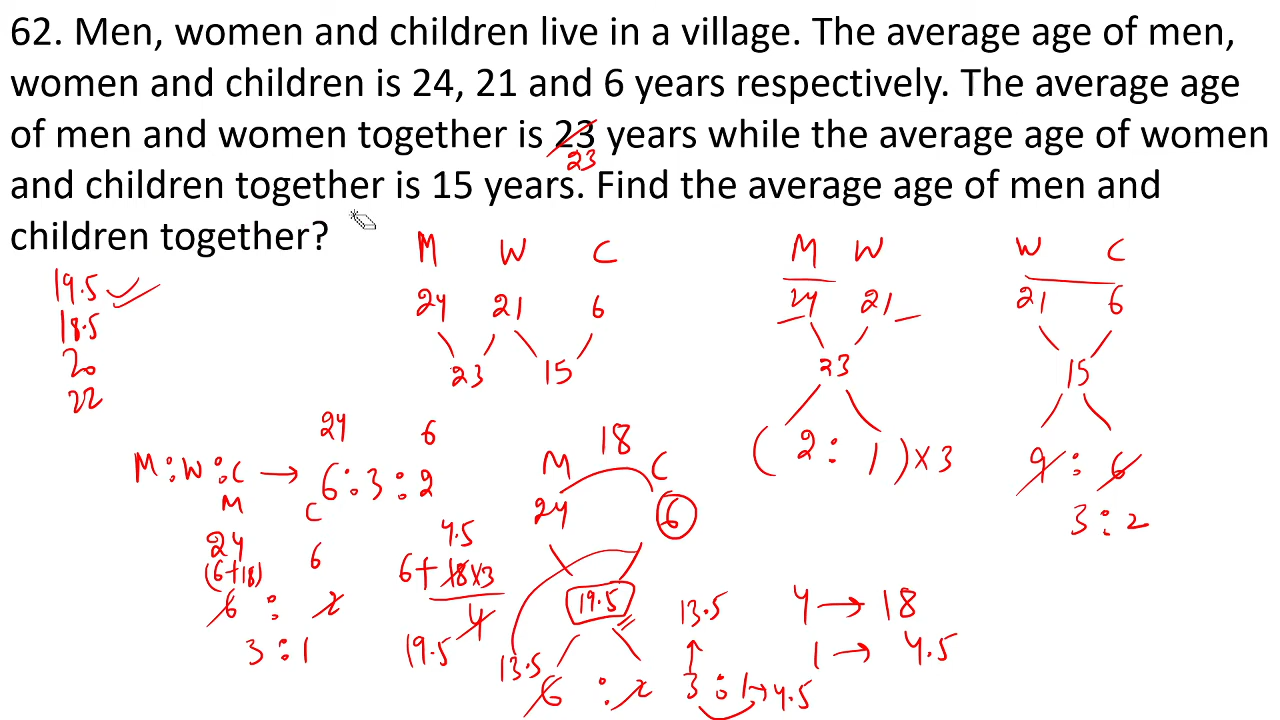 62. Men, women and children live in a village. The average age of men,
women and children is 24, 21 and 6 years respectively. The average age
of men and women together is 23 years while the average age of women
23
and children together is 15 years. Find the average age of men and
children together?
M W C
24 21 6
23 15
M W
24 21
23
( 2 : 1 ) × 3
W C
21 6
15
9 : 6
3 : 2
19.5
18.5
20
22
24 6
M : W : C → 6 : 3 : 2
M C
24 6
(6+18)
6 : 2
3 : 1
4.5
6 + 18×3
4
19.5
18
M C
24 6
19.5
13.5
6 : 2
13.5
3 : 1 → 4.5
4 → 18
1 → 4.5